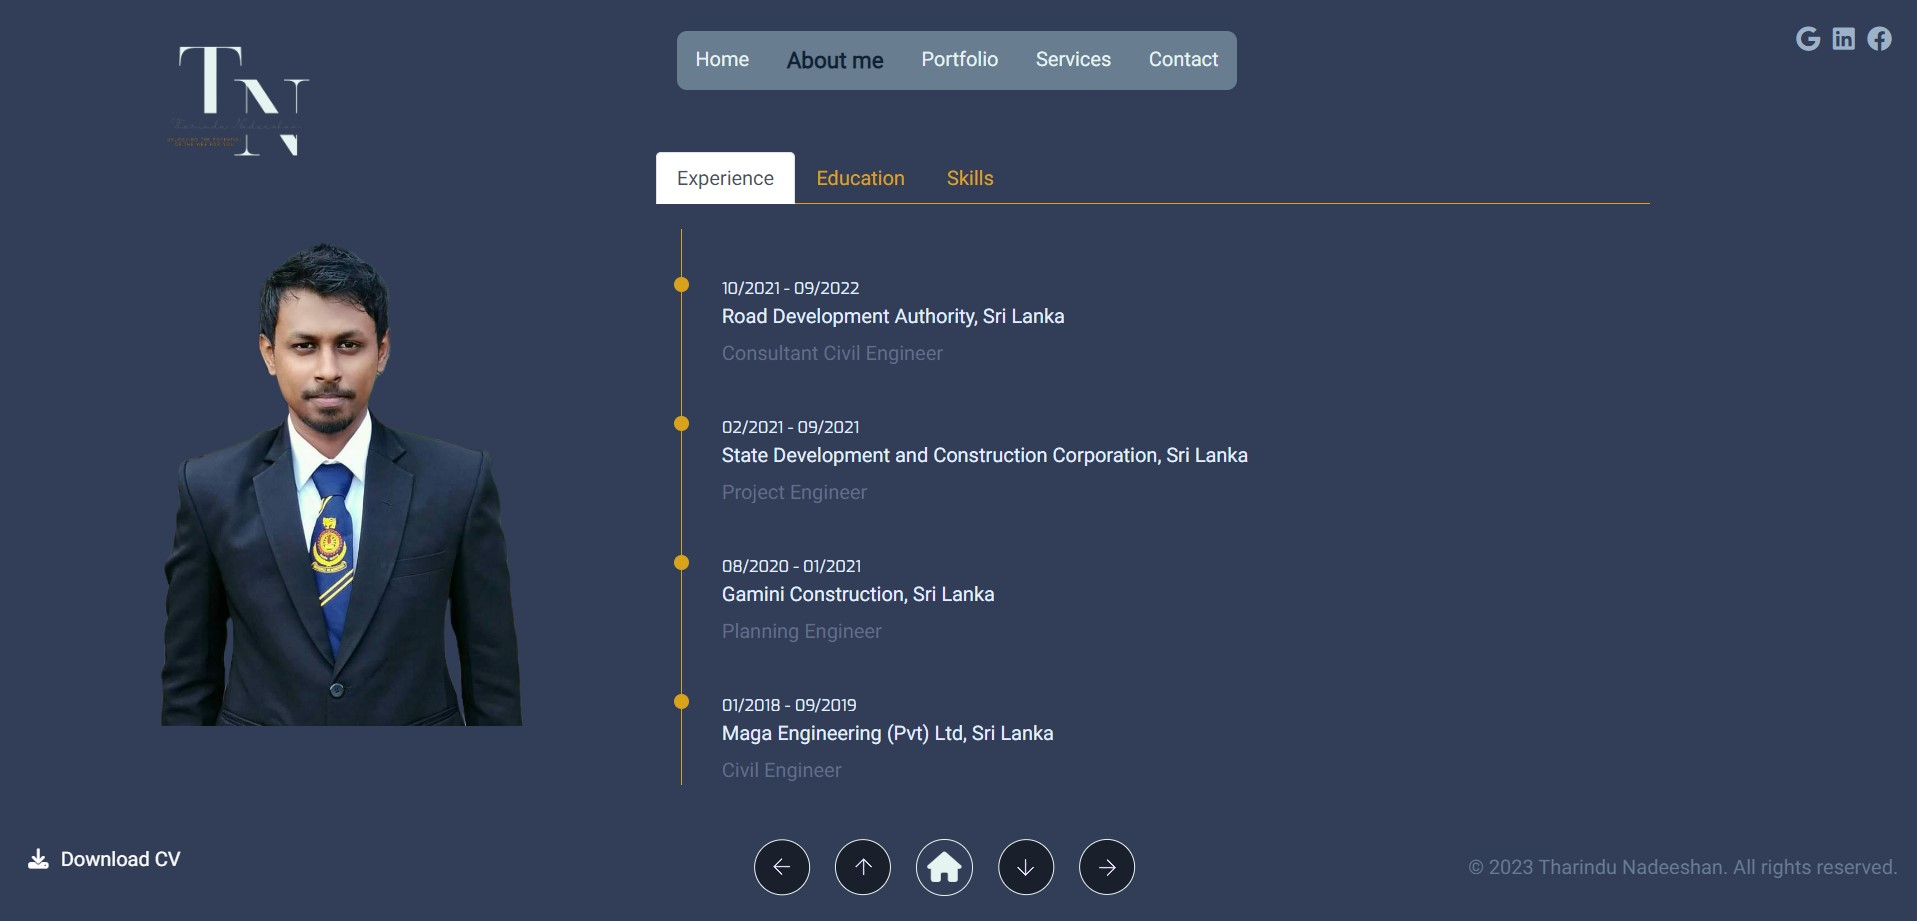 TN
Tharindu Nadeeshan
Home
About me
Portfolio
Services
Contact
Experience
Education
Skills
10/2021 - 09/2022
Road Development Authority, Sri Lanka
Consultant Civil Engineer
02/2021 - 09/2021
State Development and Construction Corporation, Sri Lanka
Project Engineer
08/2020 - 01/2021
Gamini Construction, Sri Lanka
Planning Engineer
01/2018 - 09/2019
Maga Engineering (Pvt) Ltd, Sri Lanka
Civil Engineer
Download CV
© 2023 Tharindu Nadeeshan. All rights reserved.